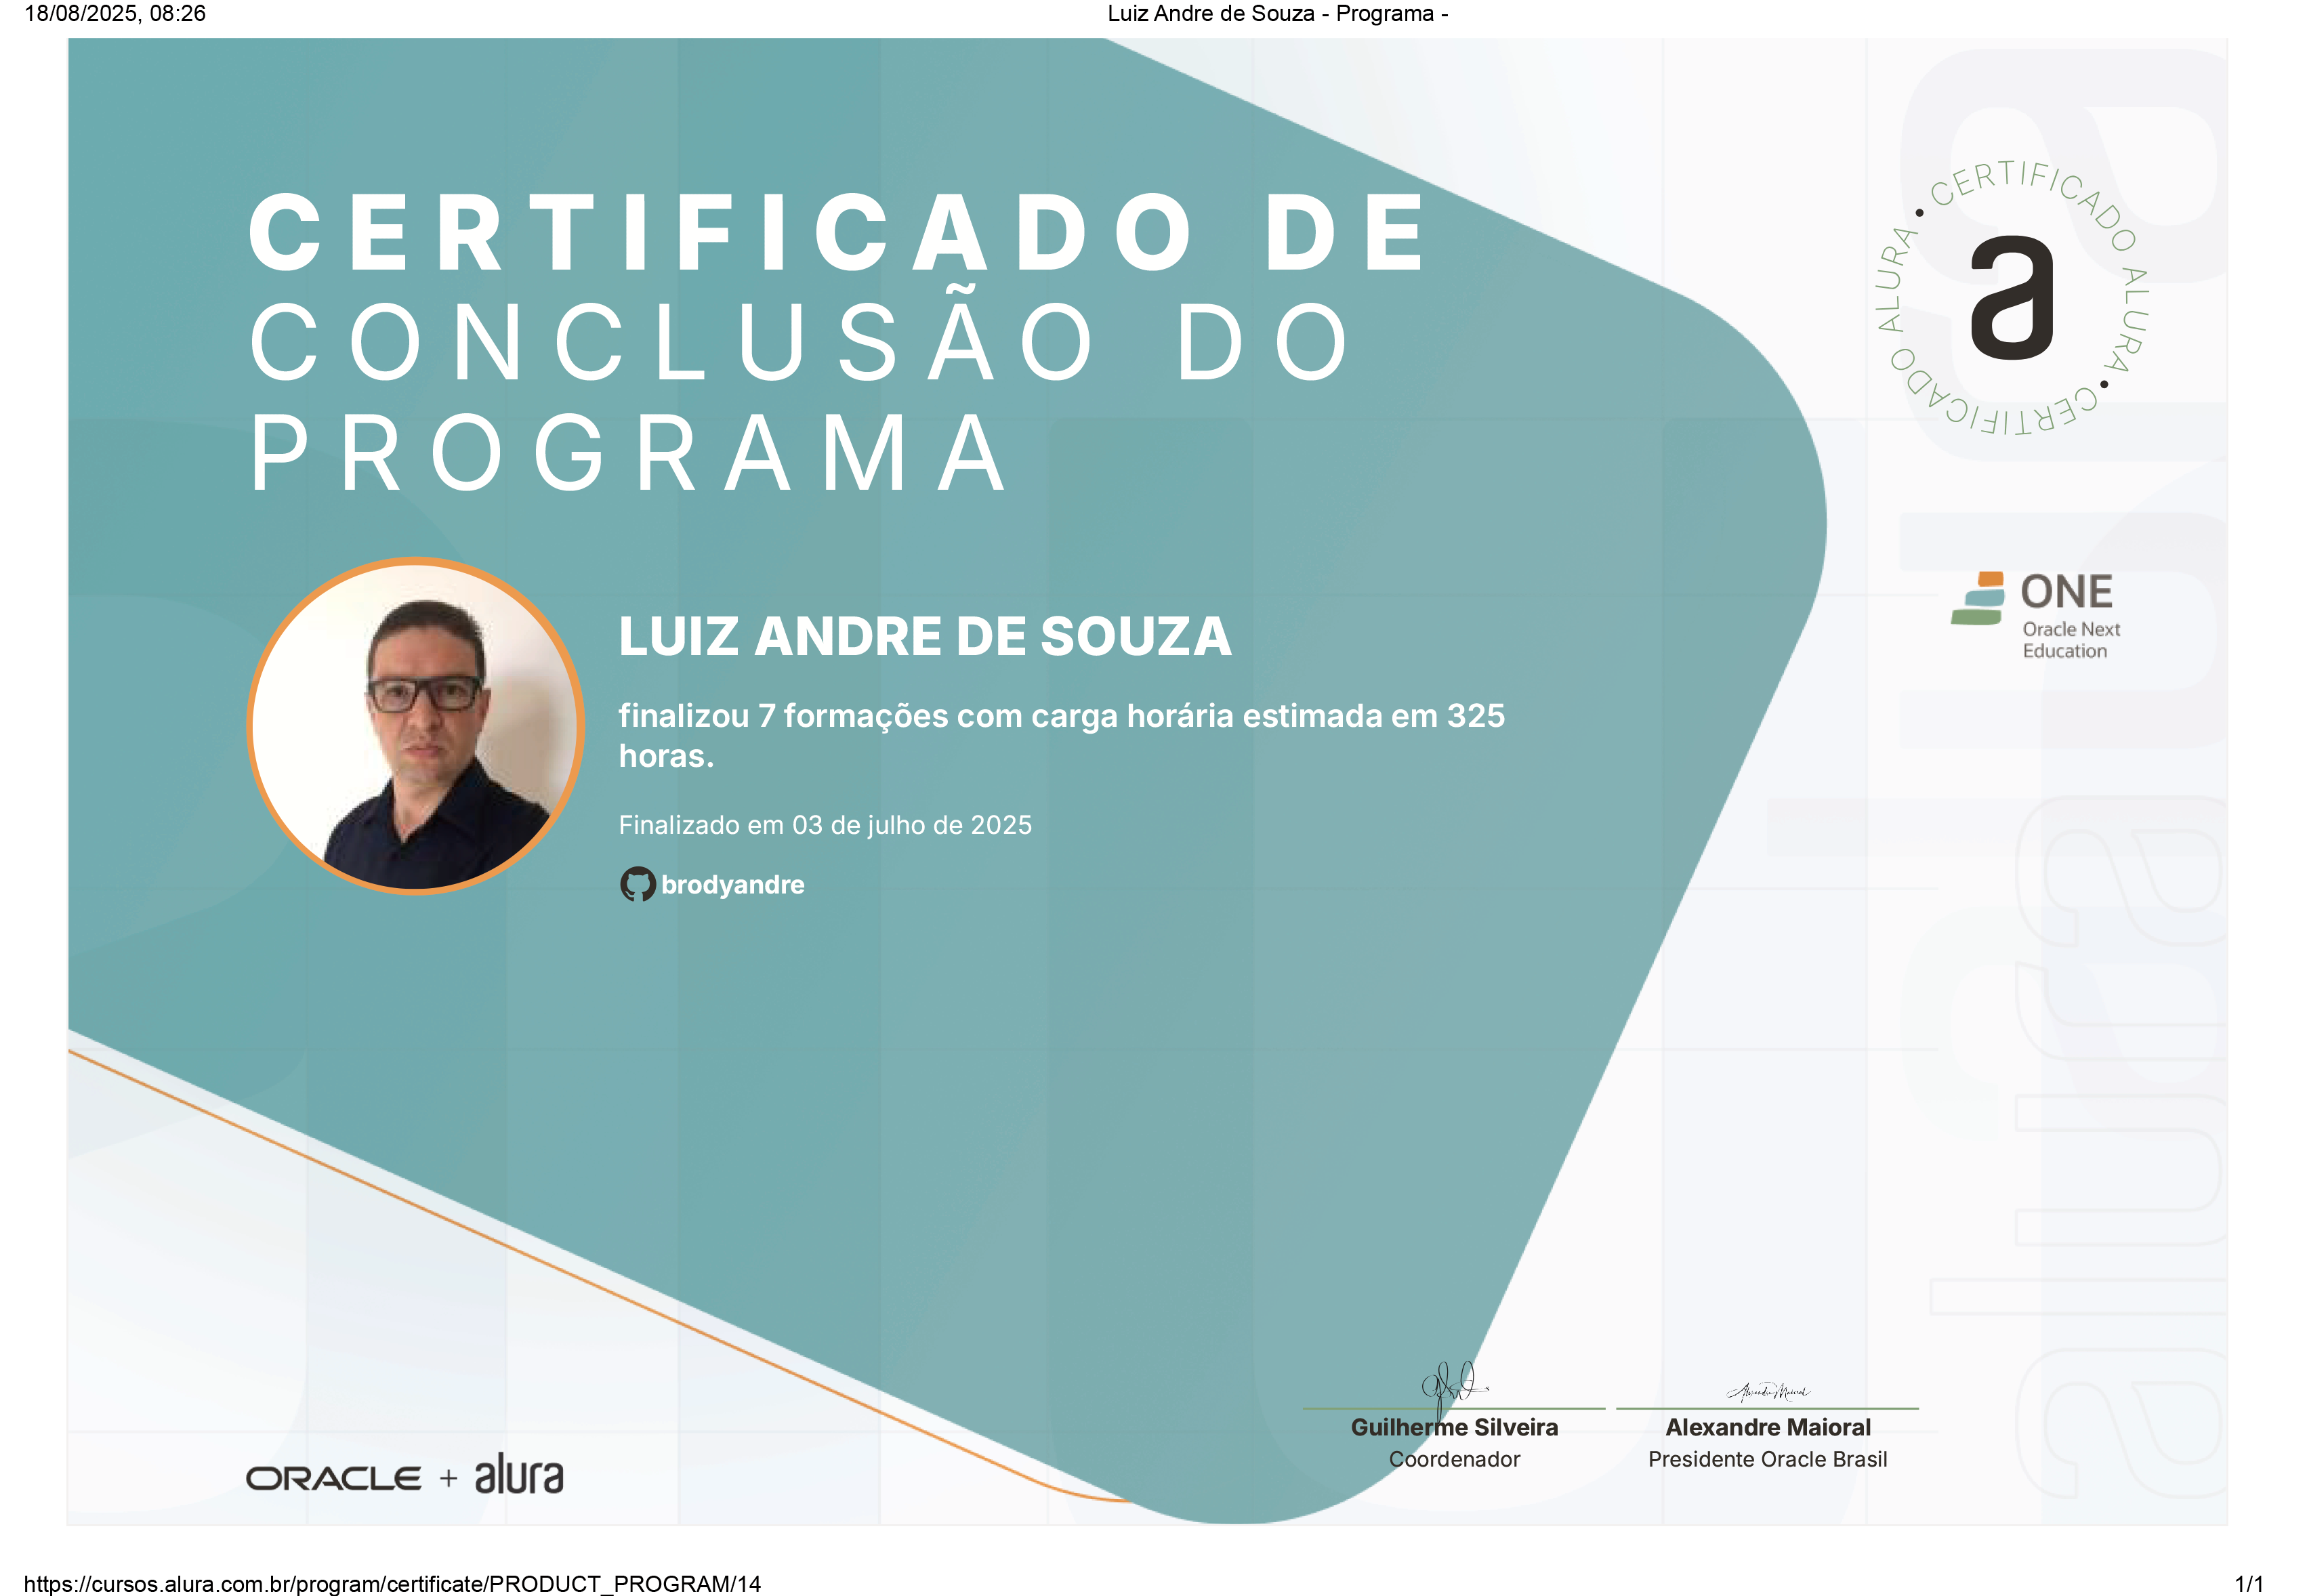 18/08/2025, 08:26
Luiz Andre de Souza - Programa -
CERTIFICADO DE
CONCLUSÃO DO
PROGRAMA
CERTIFICADO ALURA • CERTIFICADO ALURA •
a
ONE
Oracle Next
Education
LUIZ ANDRE DE SOUZA
finalizou 7 formações com carga horária estimada em 325
horas.
Finalizado em 03 de julho de 2025
brodyandre
alura
Guilherme Silveira
Coordenador
Alexandre Maioral
Presidente Oracle Brasil
ORACLE + alura
https://cursos.alura.com.br/program/certificate/PRODUCT_PROGRAM/14
1/1